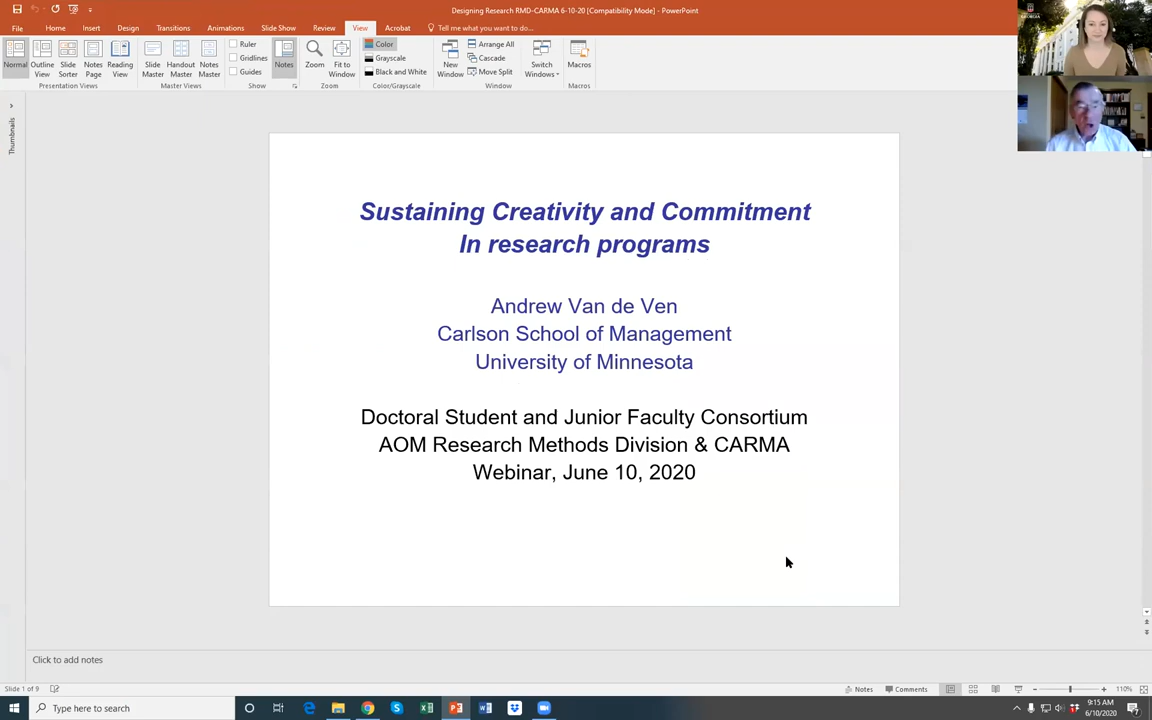 Designing Research RMD-CARMA 6-10-20 [Compatibility Mode] - PowerPoint
File Home Insert Design Transitions Animations Slide Show Review View Acrobat Tell me what you want to do...
Normal Outline View Slide Sorter Notes Page Reading View
Presentation Views
Slide Master Handout Master Notes Master
Master Views
Ruler
Gridlines
Guides
Show
Notes
Zoom Fit to Window
Zoom
Color
Grayscale
Black and White
Color/Grayscale
New Window
Arrange All
Cascade
Move Split
Switch Windows
Window
Macros
Macros
Thumbnails
Sustaining Creativity and Commitment
In research programs
Andrew Van de Ven
Carlson School of Management
University of Minnesota
Doctoral Student and Junior Faculty Consortium
AOM Research Methods Division & CARMA
Webinar, June 10, 2020
Click to add notes
Slide 1 of 9
Notes Comments 110%
Type here to search
9:15 AM
6/10/2020